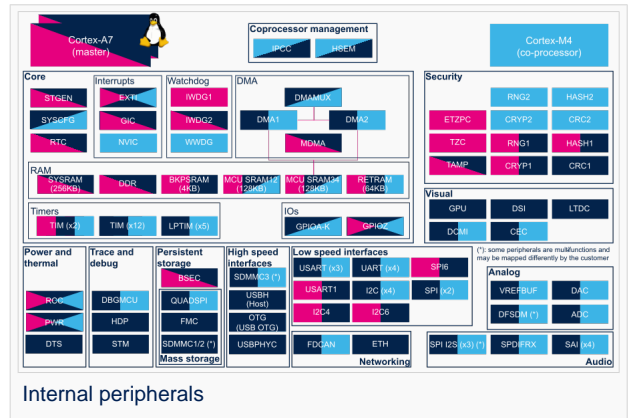 Cortex-A7
(master)
Coprocessor management
IPCC
HSEM
Cortex-M4
(co-processor)
Core
STGEN
SYSCFG
RTC
Interrupts
EXTI
GIC
NVIC
Watchdog
IWDG1
IWDG2
WWDG
DMA
DMAMUX
DMA1
DMA2
MDMA
Security
RNG2
HASH2
ETZPC
CRYP2
CRC2
TZC
RNG1
HASH1
TAMP
CRYP1
CRC1
RAM
SYSRAM
(256KB)
DDR
BKPSRAM
(4KB)
MCU SRAM12
(128KB)
MCU SRAM34
(128KB)
RETRAM
(64KB)
Visual
GPU
DSI
LTDC
DCMI
CEC
Timers
TIM (x2)
TIM (x12)
LPTIM (x5)
IOs
GPIOA-K
GPIOZ
(*): some peripherals are multifunctions and
may be mapped differently by the customer
Power and
thermal
ROC
PWR
DTS
Trace and
debug
DBGMCU
HDP
STM
Persistent
storage
BSEC
QUADSPI
FMC
SDMMC1/2 (*)
Mass storage
High speed
interfaces
SDMMC3 (*)
USBH
(Host)
OTG
(USB OTG)
USBPHYC
Low speed interfaces
USART (x3)
UART (x4)
SPI6
USART1
I2C (x4)
SPI (x2)
I2C4
I2C6
FDCAN
ETH
Networking
Analog
VREFBUF
DAC
DFSDM (*)
ADC
SPI I2S (x3) (*)
SPDIFRX
SAI (x4)
Audio
Internal peripherals